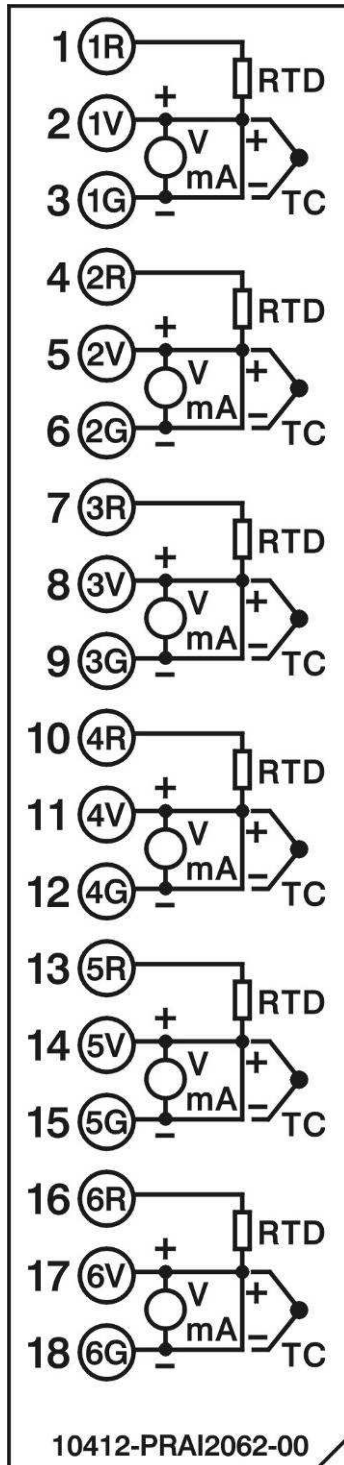 1 1R RTD
+
2 1V V +
mA
3 1G − − TC
4 2R RTD
+
5 2V V +
mA
6 2G − − TC
7 3R RTD
+
8 3V V +
mA
9 3G − − TC
10 4R RTD
+
11 4V V +
mA
12 4G − − TC
13 5R RTD
+
14 5V V +
mA
15 5G − − TC
16 6R RTD
+
17 6V V +
mA
18 6G − − TC
10412-PRAI2062-00